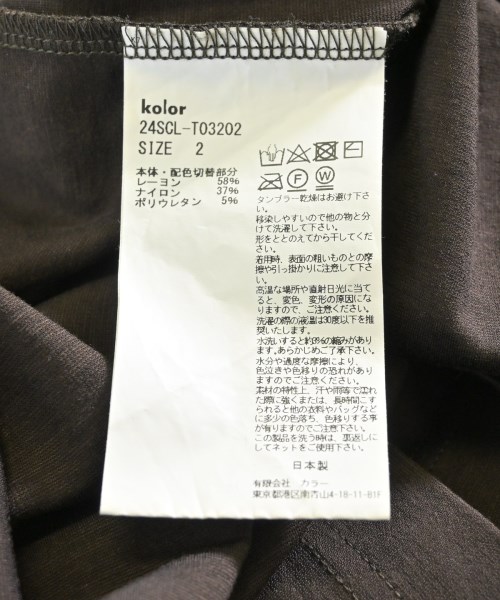 kolor
24SCL-T03202
SIZE 2
本体・配色切替部分
レーヨン 58%
ナイロン 37%
ポリウレタン 5%
F
W
タンブラー乾燥はお避け下さい。
移染しやすいので他の物と分
けて洗濯して下さい。
形をととのえてから干してくだ
さい。
着用時、表面の粗いものとの摩
擦や引っ掛かりに注意して下さ
い。
高温な場所や直射日光に当て
ると、変色、変形の原因にな
りますので、ご注意ください。
洗濯の際の液温は30度以下を推
奨いたします。
水洗いすると約3%の縮みがあり
ます。あらかじめご了承下さい。
水分や過度な摩擦により、
色泣きや色移りの恐れがあり
ますのでご注意ください。
素材の特性上、汗や雨等で濡れ
た際に強くまたは、長時間こす
られると他の衣料やバッグなど
に多少の色落ち、色移りする事
が有りますのでご注意下さい。
この製品を洗う時は、裏返しに
してネットをご使用下さい。
日本製
有限会社 カラー
東京都港区南青山4-18-11-B1F